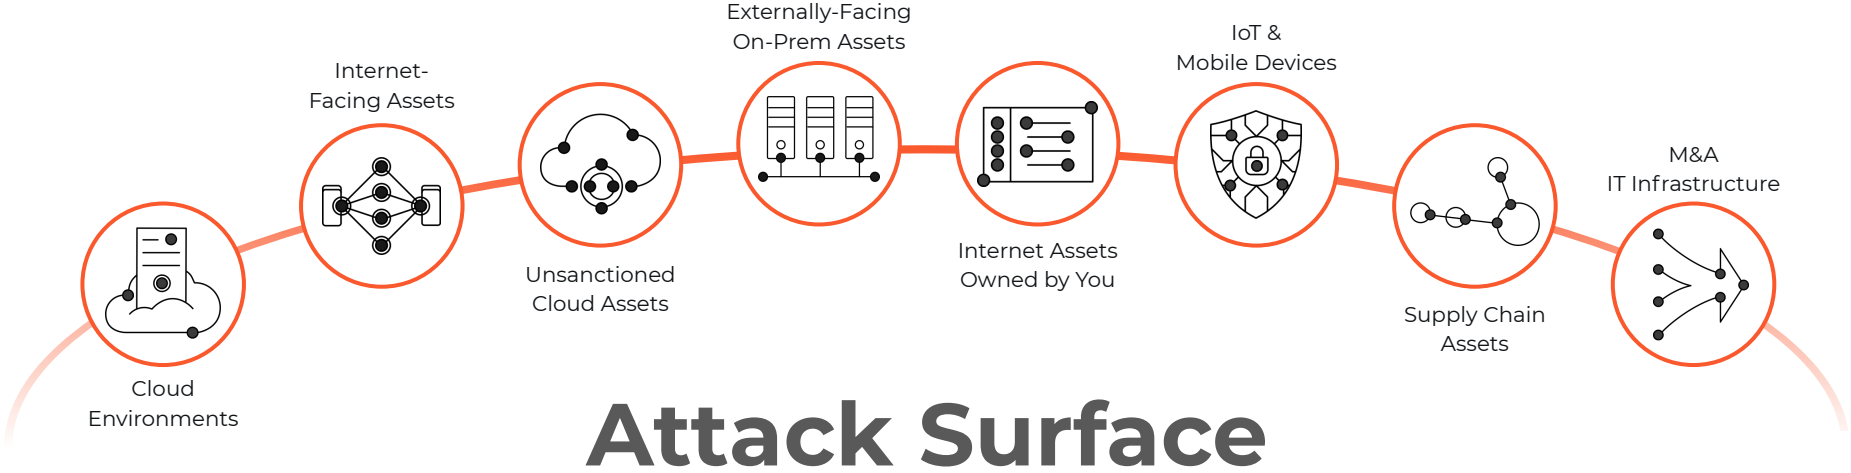 Cloud
Environments
Internet-
Facing Assets
Unsanctioned
Cloud Assets
Externally-Facing
On-Prem Assets
Internet Assets
Owned by You
IoT &
Mobile Devices
Supply Chain
Assets
M&A
IT Infrastructure
Attack Surface